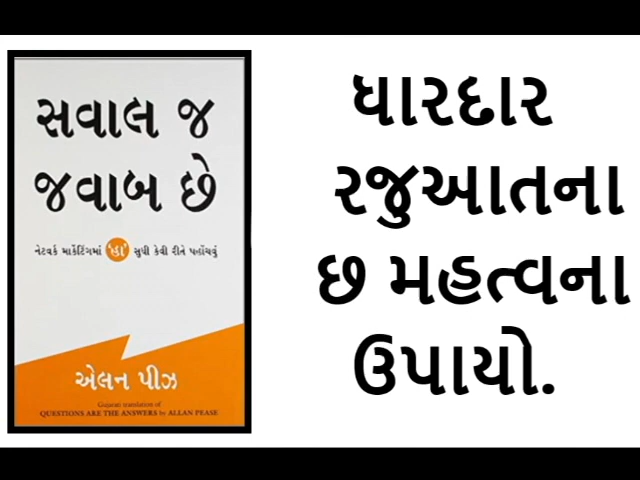 સવાલ જ
જવાબ છે
નેટવર્ક માર્કેટિંગમાં 'હા' સુધી કેવી રીતે પહોંચવું
એલન પીઝ
Gujarati translation of
QUESTIONS ARE THE ANSWERS by ALLAN PEASE
ધારદાર
રજુઆતના
છ મહત્વના
ઉપાયો.